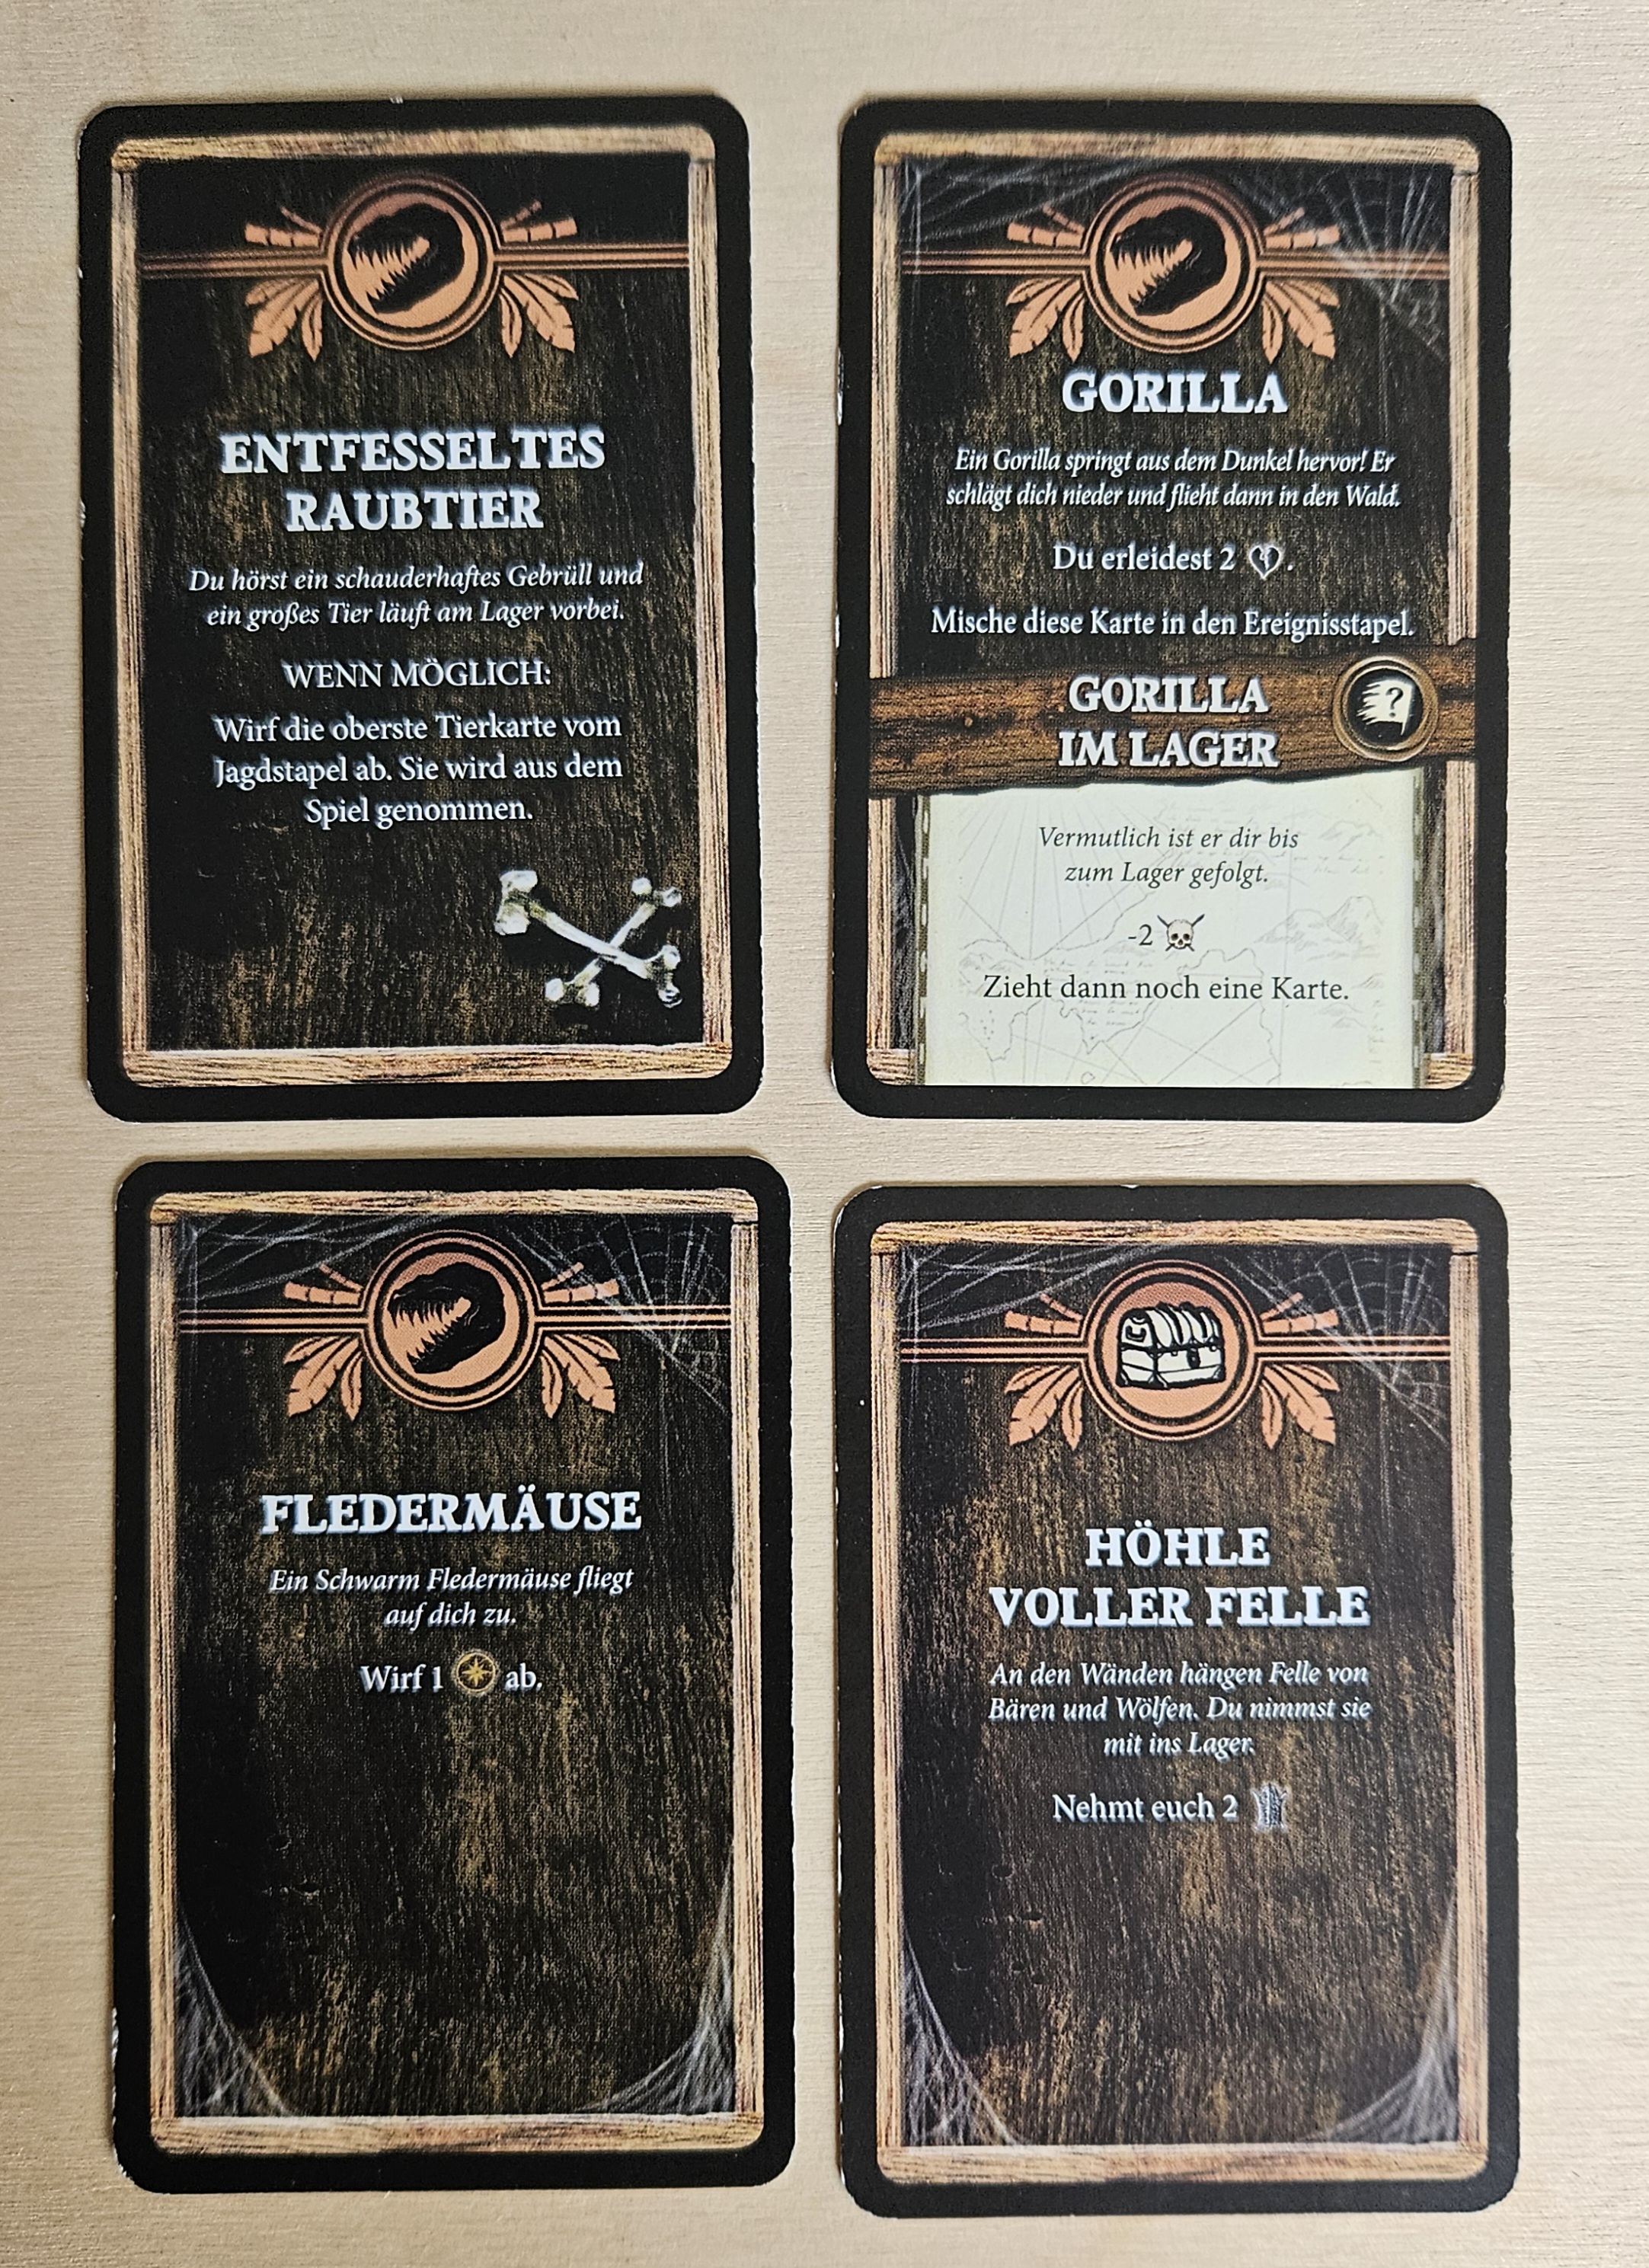 ENTFESSELTES
RAUBTIER
Du hörst ein schauderhaftes Gebrüll und
ein großes Tier läuft am Lager vorbei.
WENN MÖGLICH:
Wirf die oberste Tierkarte vom
Jagdstapel ab. Sie wird aus dem
Spiel genommen.
GORILLA
Ein Gorilla springt aus dem Dunkel hervor! Er
schlägt dich nieder und flieht dann in den Wald.
Du erleidest 2 .
Mische diese Karte in den Ereignisstapel.
GORILLA
IM LAGER
?
Vermutlich ist er dir bis
zum Lager gefolgt.
-2
Zieht dann noch eine Karte.
FLEDERMÄUSE
Ein Schwarm Fledermäuse fliegt
auf dich zu.
Wirf 1 ab.
HÖHLE
VOLLER FELLE
An den Wänden hängen Felle von
Bären und Wölfen. Du nimmst sie
mit ins Lager.
Nehmt euch 2